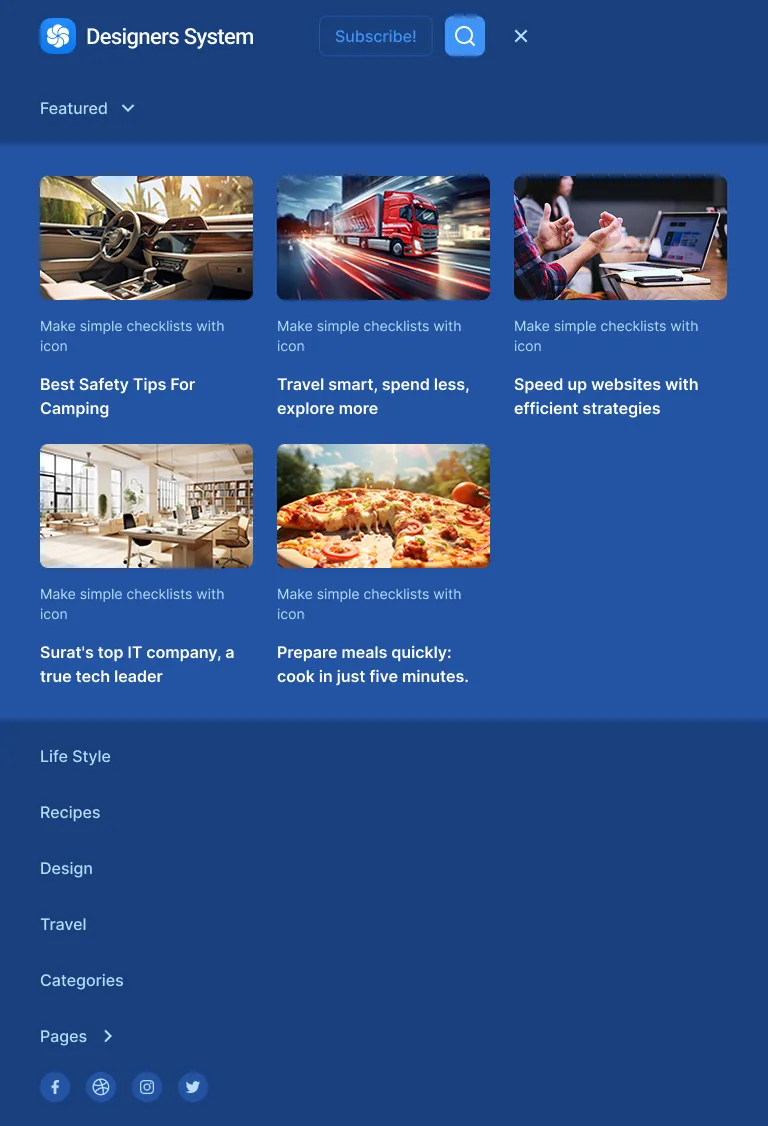 Designers System
Subscribe!
Featured
Make simple checklists with
icon
Best Safety Tips For
Camping
Make simple checklists with
icon
Travel smart, spend less,
explore more
Make simple checklists with
icon
Speed up websites with
efficient strategies
Make simple checklists with
icon
Surat's top IT company, a
true tech leader
Make simple checklists with
icon
Prepare meals quickly:
cook in just five minutes.
Life Style
Recipes
Design
Travel
Categories
Pages